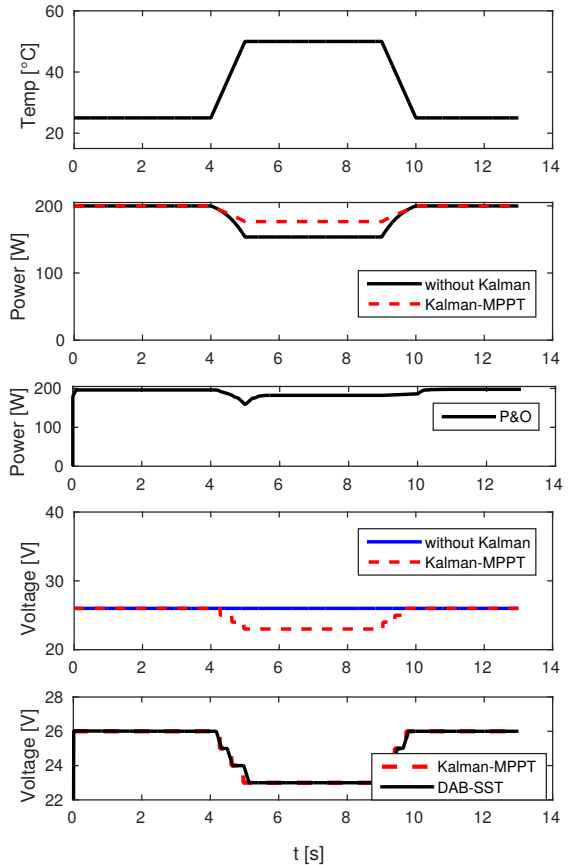 60
40
20
Temp [°C]
0 2 4 6 8 10 12 14
200
100
0
Power [W]
without Kalman
Kalman-MPPT
0 2 4 6 8 10 12 14
200
100
0
Power [W]
P&O
0 2 4 6 8 10 12 14
40
30
20
Voltage [V]
without Kalman
Kalman-MPPT
0 2 4 6 8 10 12 14
28
26
24
22
Voltage [V]
Kalman-MPPT
DAB-SST
0 2 4 6 8 10 12 14
t [s]